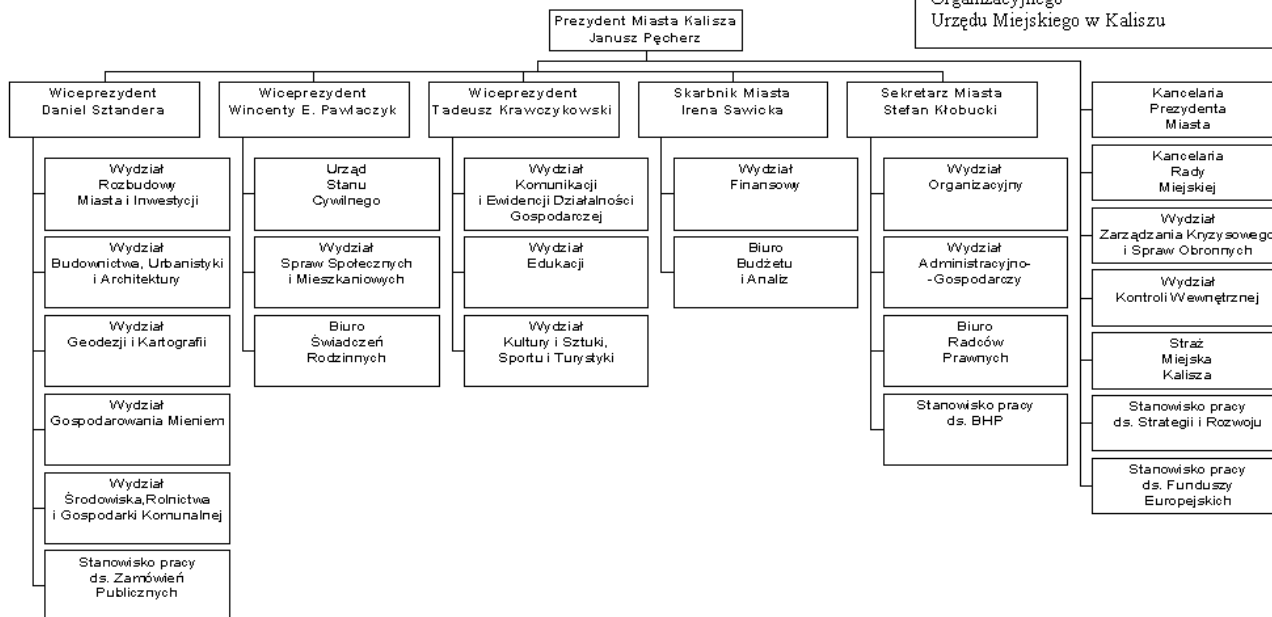 Organizacyjnego
Urzędu Miejskiego w Kaliszu
Prezydent Miasta Kalisza
Janusz Pęcherz
Wiceprezydent
Daniel Sztandera
Wiceprezydent
Wincenty E. Pawlaczyk
Wiceprezydent
Tadeusz Krawczykowski
Skarbnik Miasta
Irena Sawicka
Sekretarz Miasta
Stefan Kłobucki
Wydział
Rozbudowy
Miasta i Inwestycji
Wydział
Budownictwa, Urbanistyki
i Architektury
Wydział
Geodezji i Kartografii
Wydział
Gospodarowania Mieniem
Wydział
Środowiska,Rolnictwa
i Gospodarki Komunalnej
Stanowisko pracy
ds. Zamówień
Publicznych
Urząd
Stanu
Cywilnego
Wydział
Spraw Społecznych
i Mieszkaniowych
Biuro
Świadczeń
Rodzinnych
Wydział
Komunikacji
i Ewidencji Działalności
Gospodarczej
Wydział
Edukacji
Wydział
Kultury i Sztuki,
Sportu i Turystyki
Wydział
Finansowy
Biuro
Budżetu
i Analiz
Wydział
Organizacyjny
Wydział
Administracyjno-
-Gospodarczy
Biuro
Radców
Prawnych
Stanowisko pracy
ds. BHP
Kancelaria
Prezydenta
Miasta
Kancelaria
Rady
Miejskiej
Wydział
Zarządzania Kryzysowego
i Spraw Obronnych
Wydział
Kontroli Wewnętrznej
Straż
Miejska
Kalisza
Stanowisko pracy
ds. Strategii i Rozwoju
Stanowisko pracy
ds. Funduszy
Europejskich